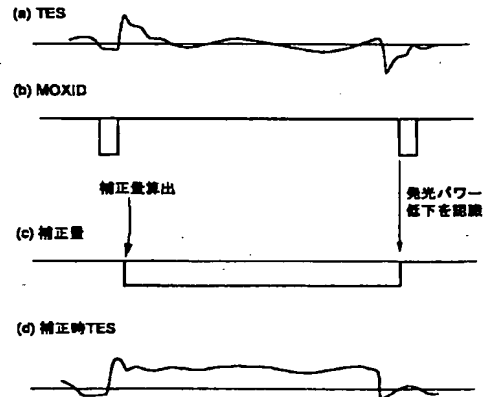 (a) TES
(b) MOXID
補正量算出
発光パワー
低下を認識
(c) 補正量
(d) 補正時TES